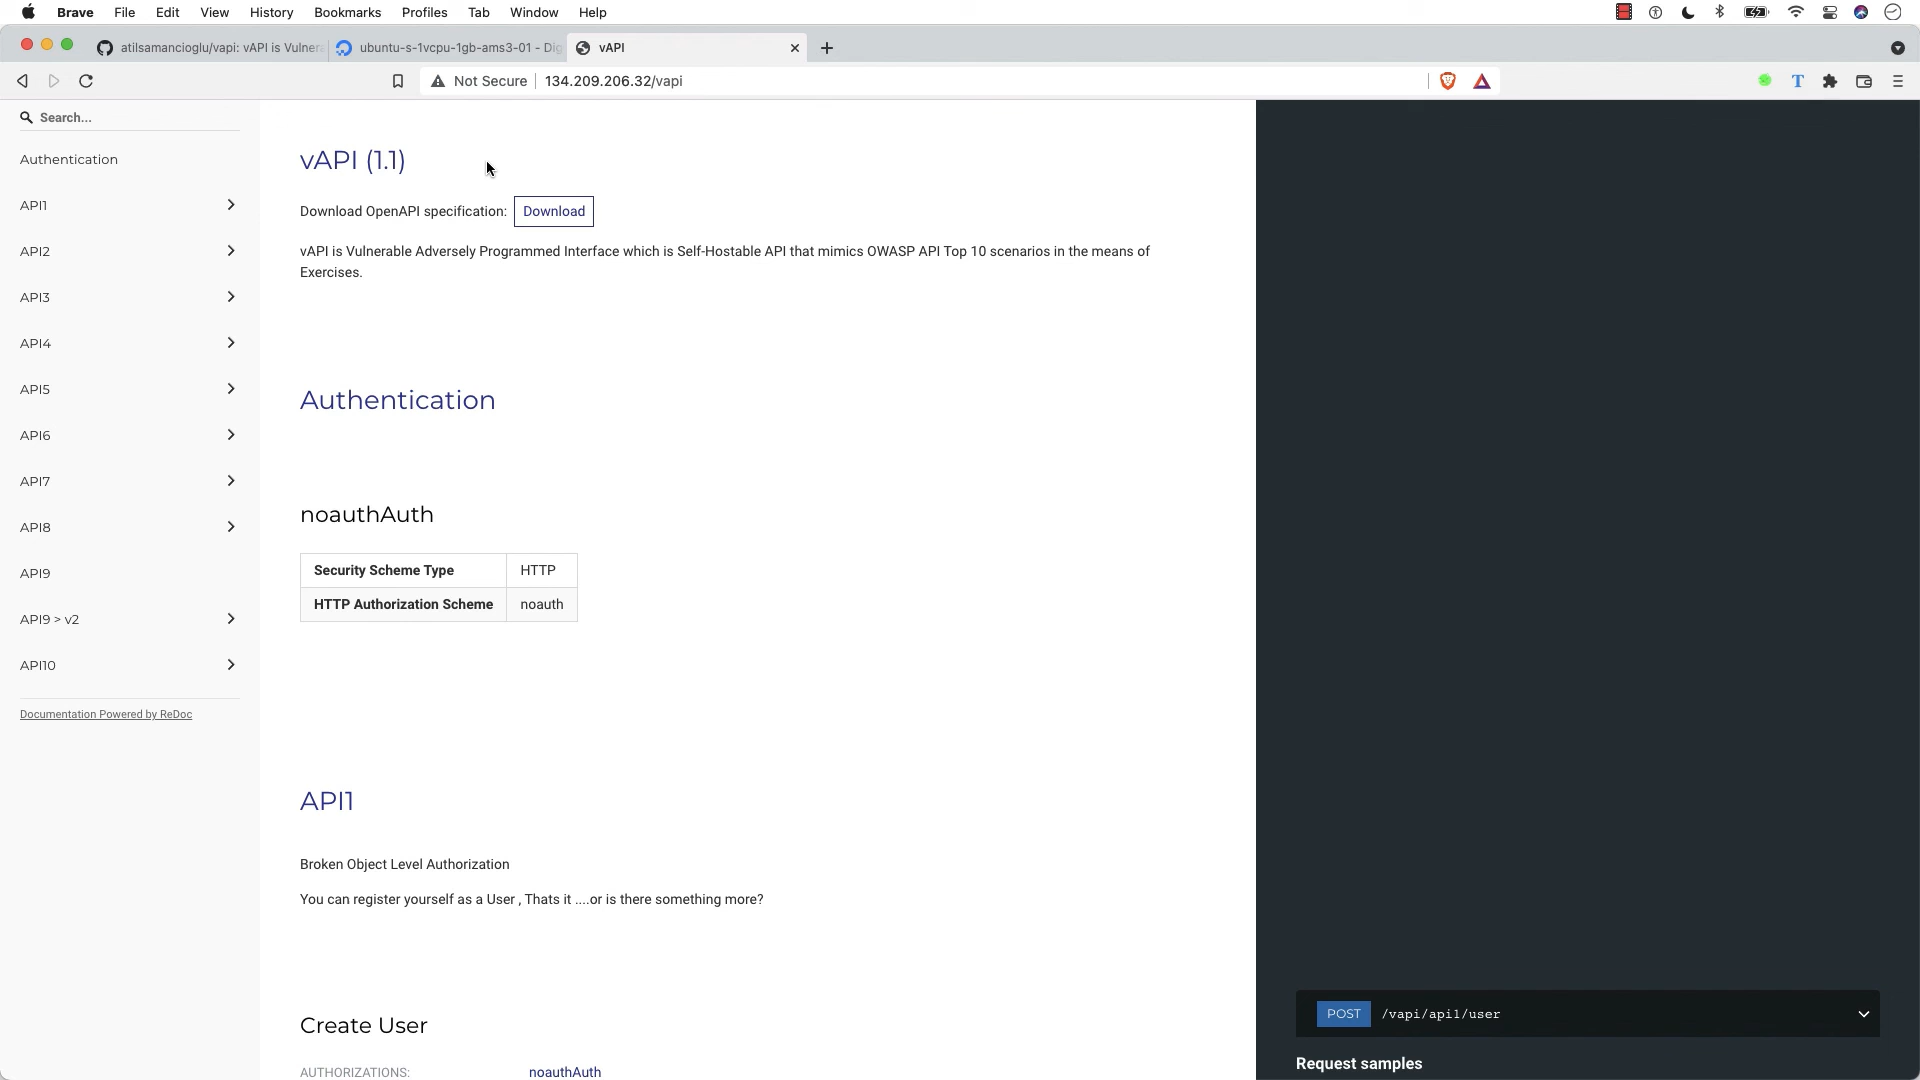 Brave File Edit View History Bookmarks Profiles Tab Window Help
atilsamancioglu/vapi: vAPI is Vulner
ubuntu-s-1vcpu-1gb-ams3-01 - Dig
vAPI
Not Secure 134.209.206.32/vapi
Search...
Authentication
API1
API2
API3
API4
API5
API6
API7
API8
API9
API9 > v2
API10
Documentation Powered by ReDoc
vAPI (1.1)
Download OpenAPI specification: Download
vAPI is Vulnerable Adversely Programmed Interface which is Self-Hostable API that mimics OWASP API Top 10 scenarios in the means of
Exercises.
Authentication
noauthAuth
Security Scheme Type HTTP
HTTP Authorization Scheme noauth
API1
Broken Object Level Authorization
You can register yourself as a User , Thats it ....or is there something more?
Create User
AUTHORIZATIONS: noauthAuth
POST /vapi/api1/user
Request samples